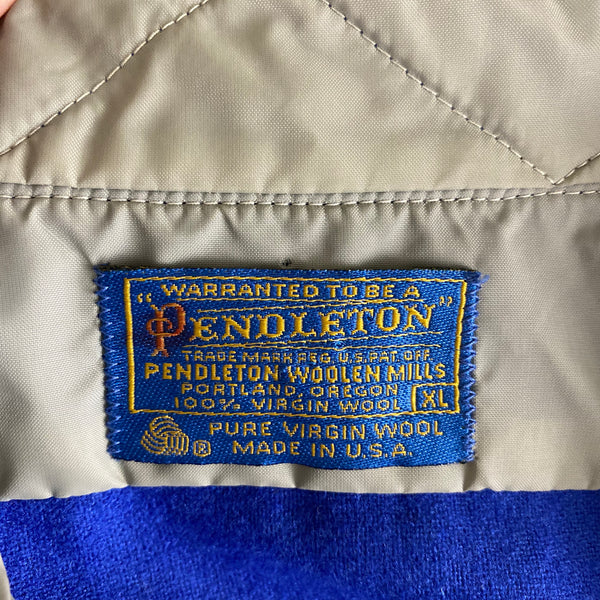 WARRANTED TO BE A
"PENDLETON"
TRADE MARK REG. U.S. PAT. OFF.
PENDLETON WOOLEN MILLS
PORTLAND, OREGON
100% VIRGIN WOOL XL
® PURE VIRGIN WOOL
MADE IN U.S.A.